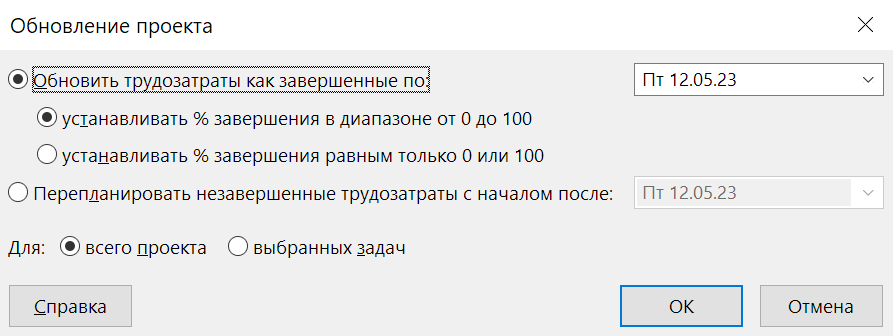 Обновление проекта
Обновить трудозатраты как завершенные по: Пт 12.05.23
устанавливать % завершения в диапазоне от 0 до 100
устанавливать % завершения равным только 0 или 100
Перепланировать незавершенные трудозатраты с началом после: Пт 12.05.23
Для: всего проекта выбранных задач
Справка ОК Отмена